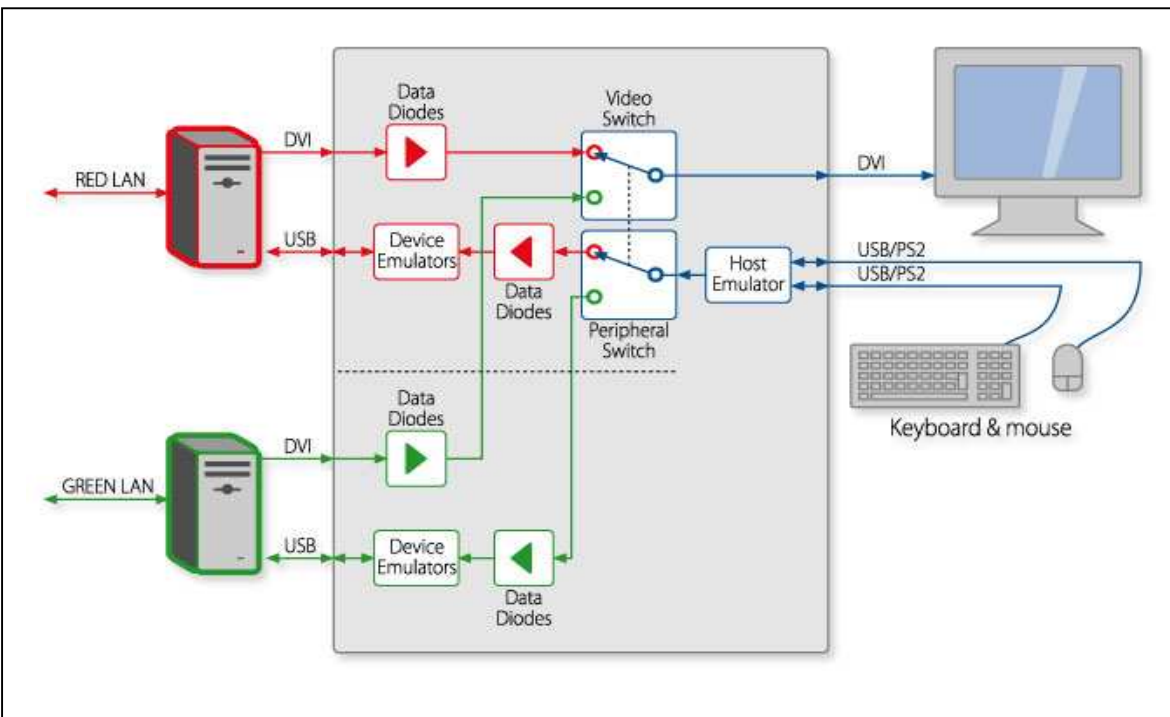 Data
Diodes
Video
Switch
DVI
DVI
RED LAN
USB
Device
Emulators
Data
Diodes
Host
Emulator
USB/PS2
USB/PS2
Peripheral
Switch
Keyboard & mouse
Data
Diodes
DVI
GREEN LAN
USB
Device
Emulators
Data
Diodes